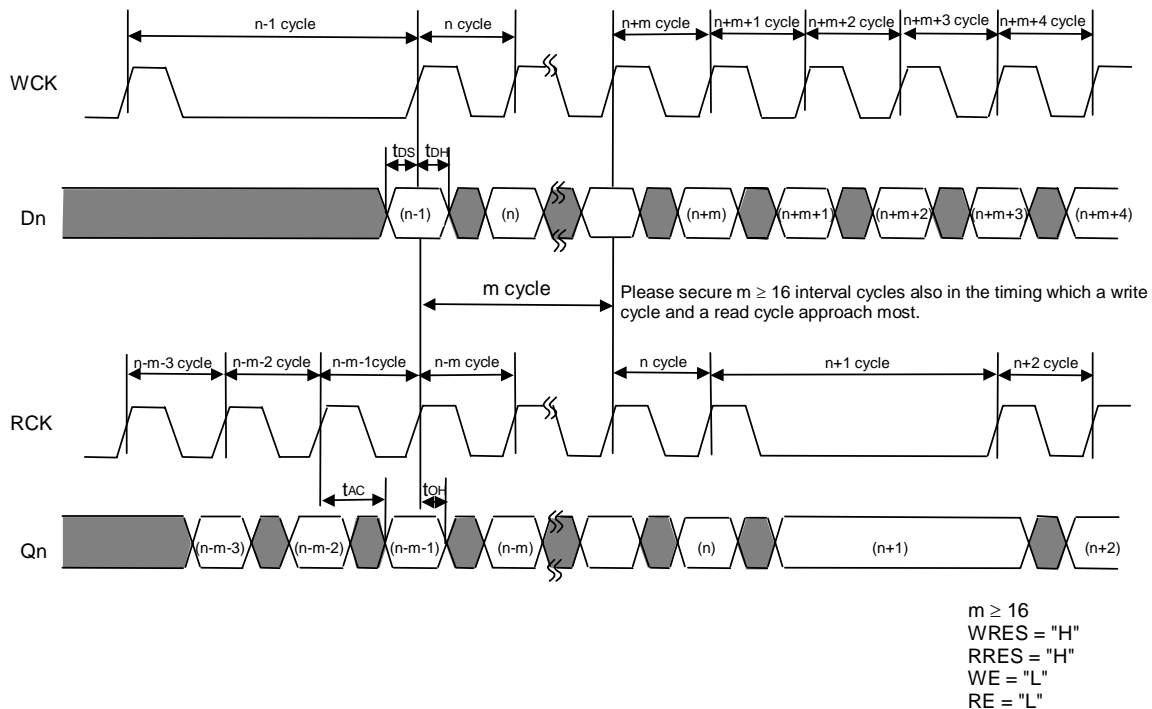 n-1 cycle n cycle n+m cycle n+m+1 cycle n+m+2 cycle n+m+3 cycle n+m+4 cycle
WCK
tDS tDH
Dn (n-1) (n) (n+m) (n+m+1) (n+m+2) (n+m+3) (n+m+4)
m cycle
Please secure m ≥ 16 interval cycles also in the timing which a write
cycle and a read cycle approach most.
n-m-3 cycle n-m-2 cycle n-m-1cycle n-m cycle n cycle n+1 cycle n+2 cycle
RCK
tAC tOH
Qn (n-m-3) (n-m-2) (n-m-1) (n-m) (n) (n+1) (n+2)
m ≥ 16
WRES = "H"
RRES = "H"
WE = "L"
RE = "L"